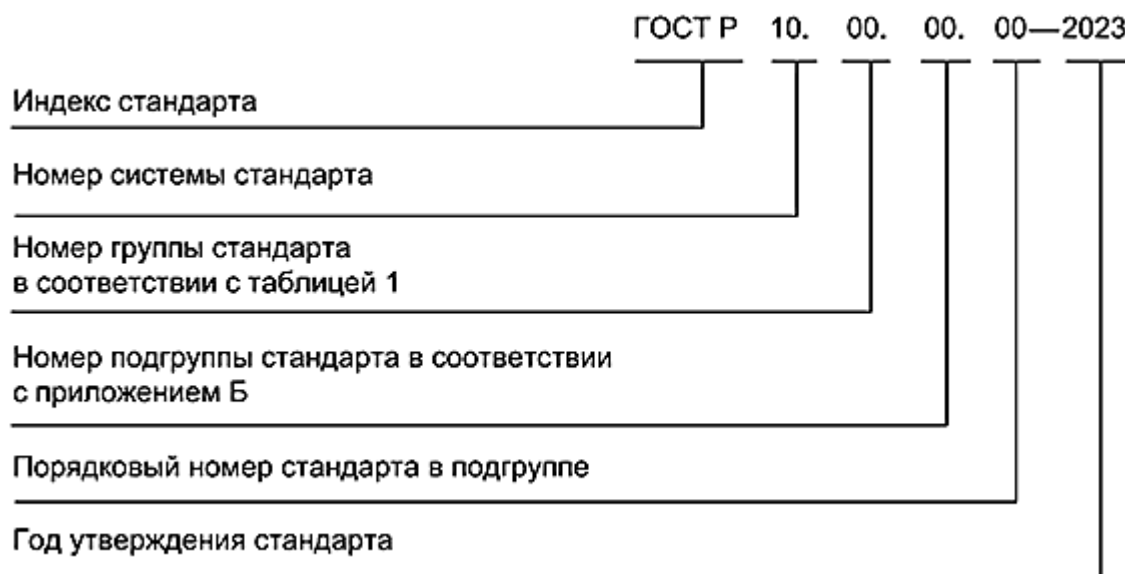 ГОСТ Р 10. 00. 00. 00—2023
Индекс стандарта
Номер системы стандарта
Номер группы стандарта
в соответствии с таблицей 1
Номер подгруппы стандарта в соответствии
с приложением Б
Порядковый номер стандарта в подгруппе
Год утверждения стандарта